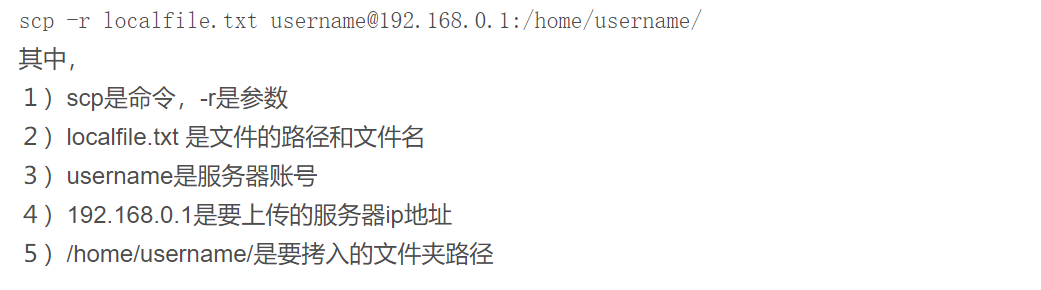 scp -r localfile.txt username@192.168.0.1:/home/username/
其中，
1）scp是命令，-r是参数
2）localfile.txt 是文件的路径和文件名
3）username是服务器账号
4）192.168.0.1是要上传的服务器ip地址
5）/home/username/是要拷入的文件夹路径